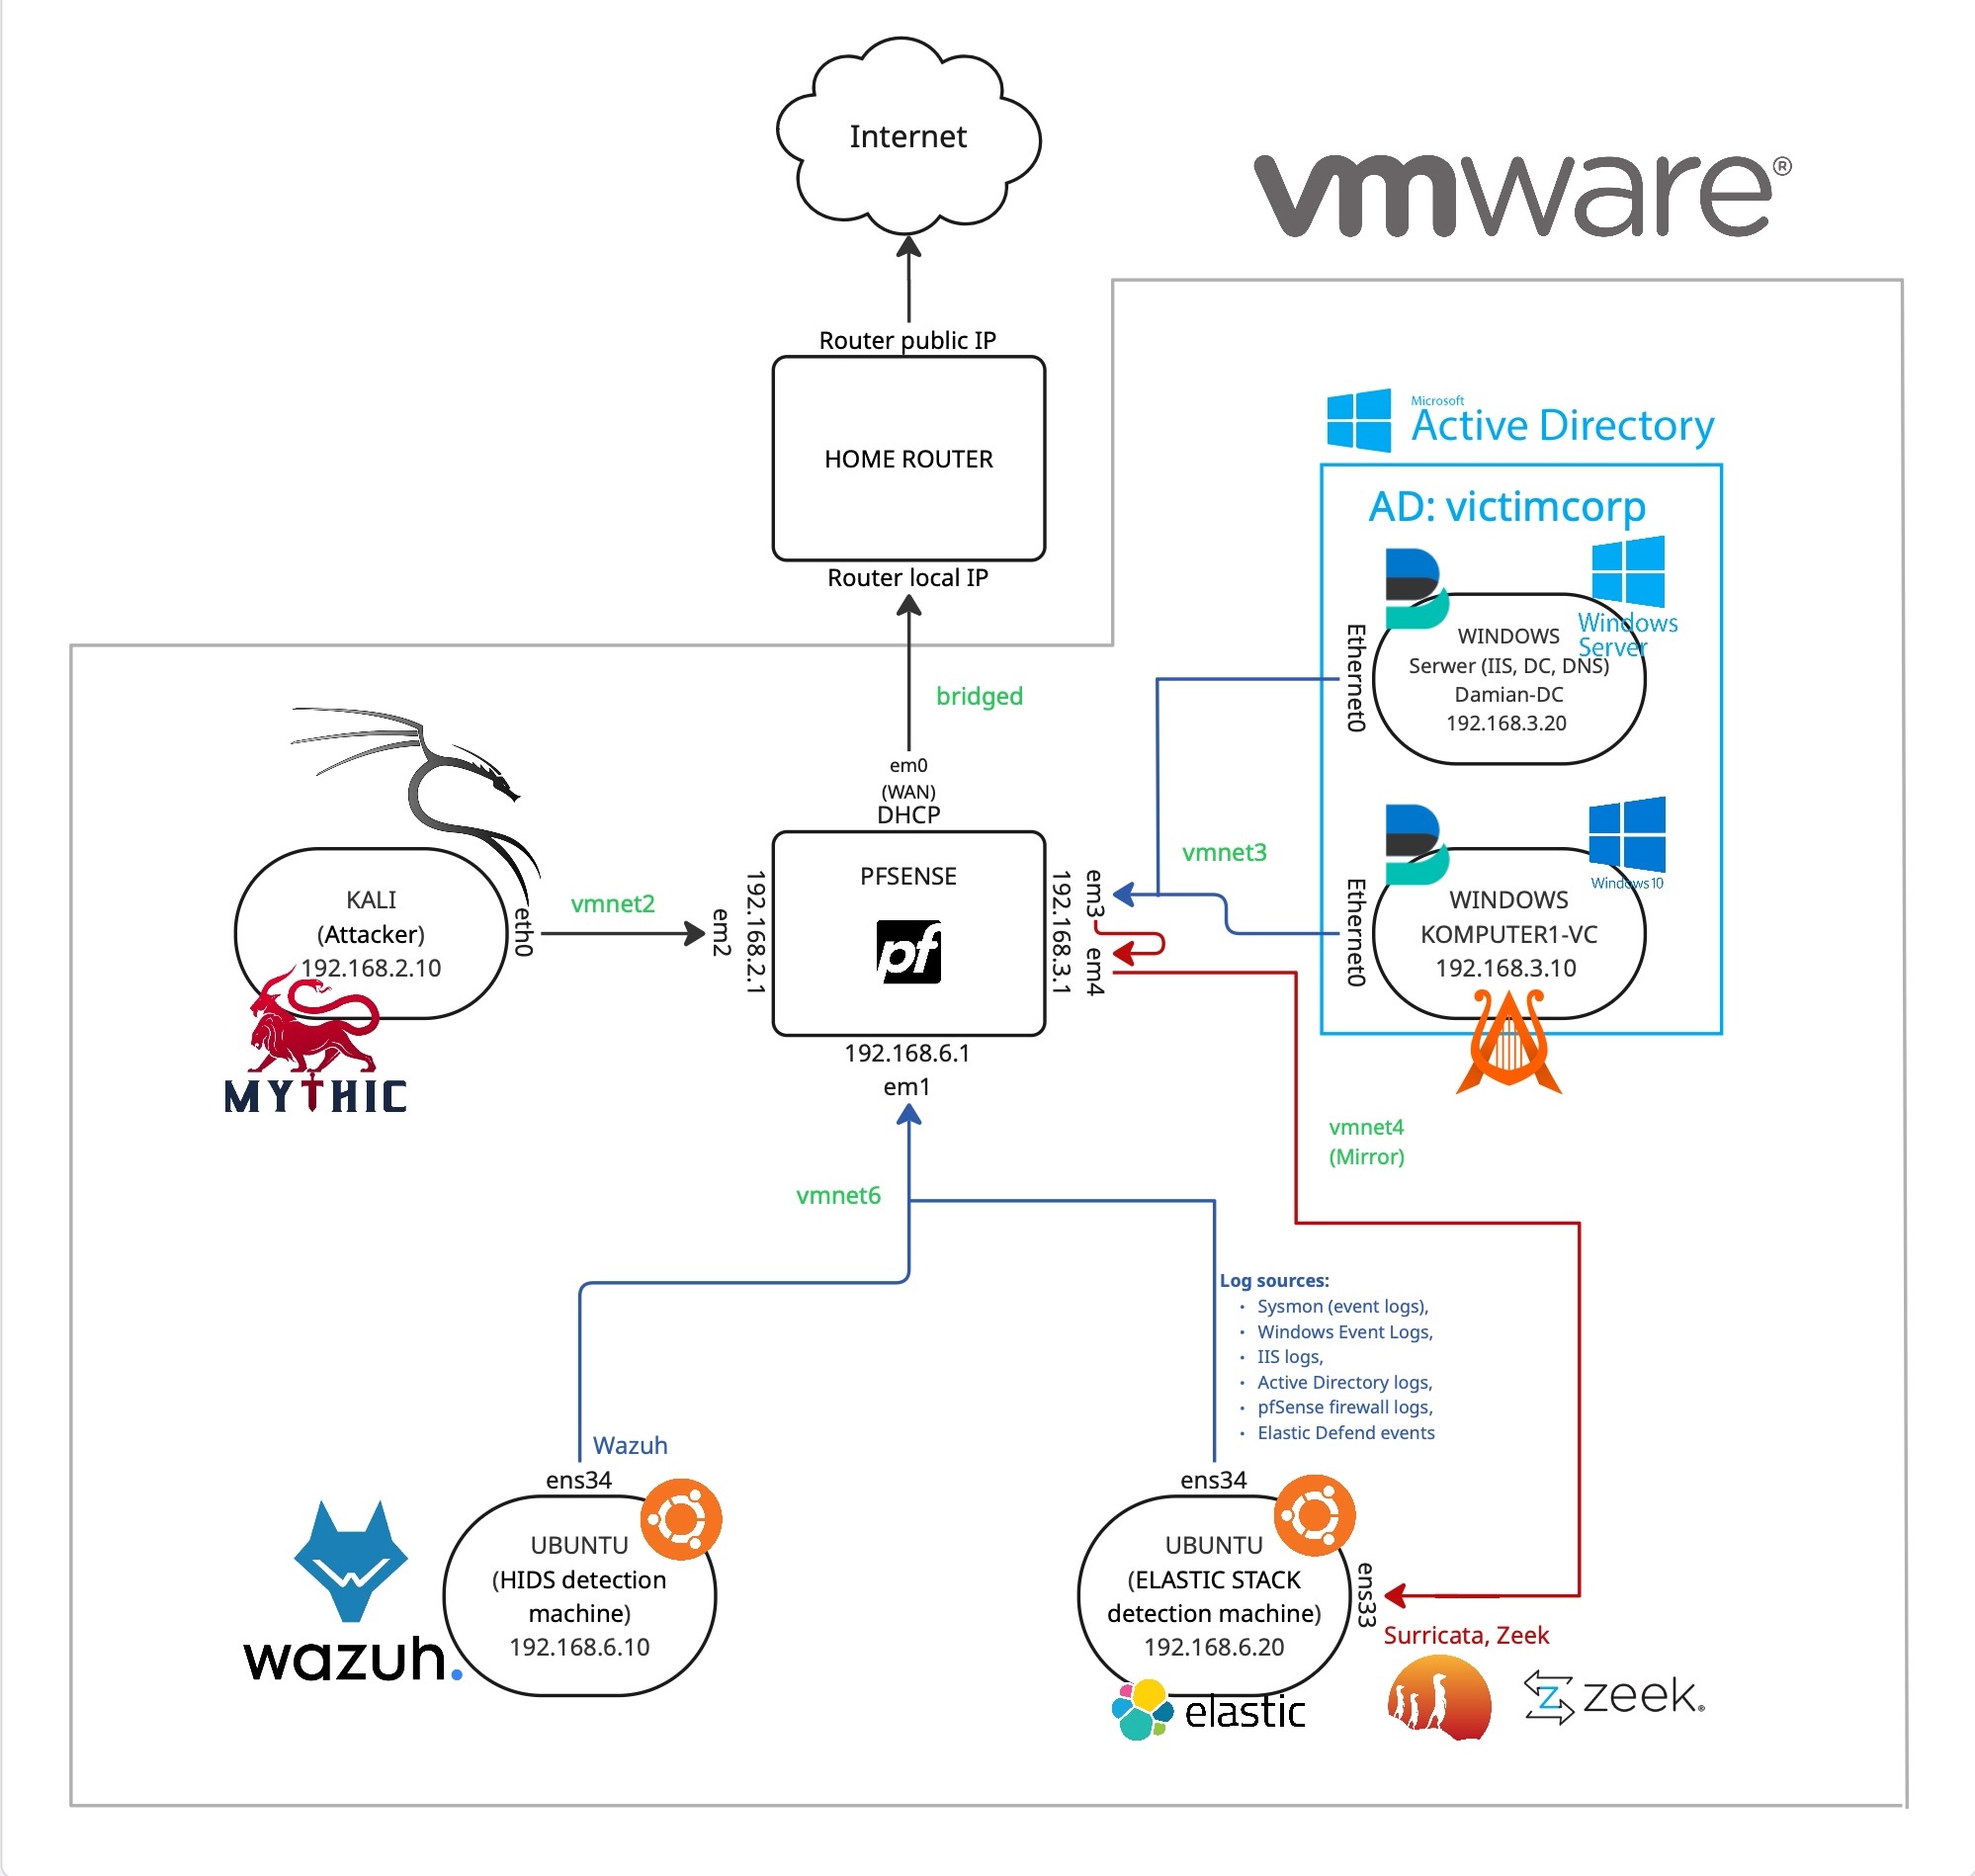 Internet
vmware®
Router public IP
HOME ROUTER
Router local IP
Microsoft
Active Directory
AD: victimcorp
Windows
Server
Ethernet0
WINDOWS
Serwer (IIS, DC, DNS)
Damian-DC
192.168.3.20
bridged
em0
(WAN)
DHCP
vmnet3
Windows10
Ethernet0
WINDOWS
KOMPUTER1-VC
192.168.3.10
KALI
(Attacker)
192.168.2.10
eth0
MYTHIC
vmnet2
em2
192.168.2.1
PFSENSE
pf
192.168.3.1
em3
em4
192.168.6.1
em1
vmnet4
(Mirror)
vmnet6
Log sources:
• Sysmon (event logs),
• Windows Event Logs,
• IIS logs,
• Active Directory logs,
• pfSense firewall logs,
• Elastic Defend events
Wazuh
ens34
UBUNTU
(HIDS detection
machine)
192.168.6.10
wazuh.
ens34
UBUNTU
(ELASTIC STACK
detection machine)
192.168.6.20
ens33
Surricata, Zeek
elastic
zeek®